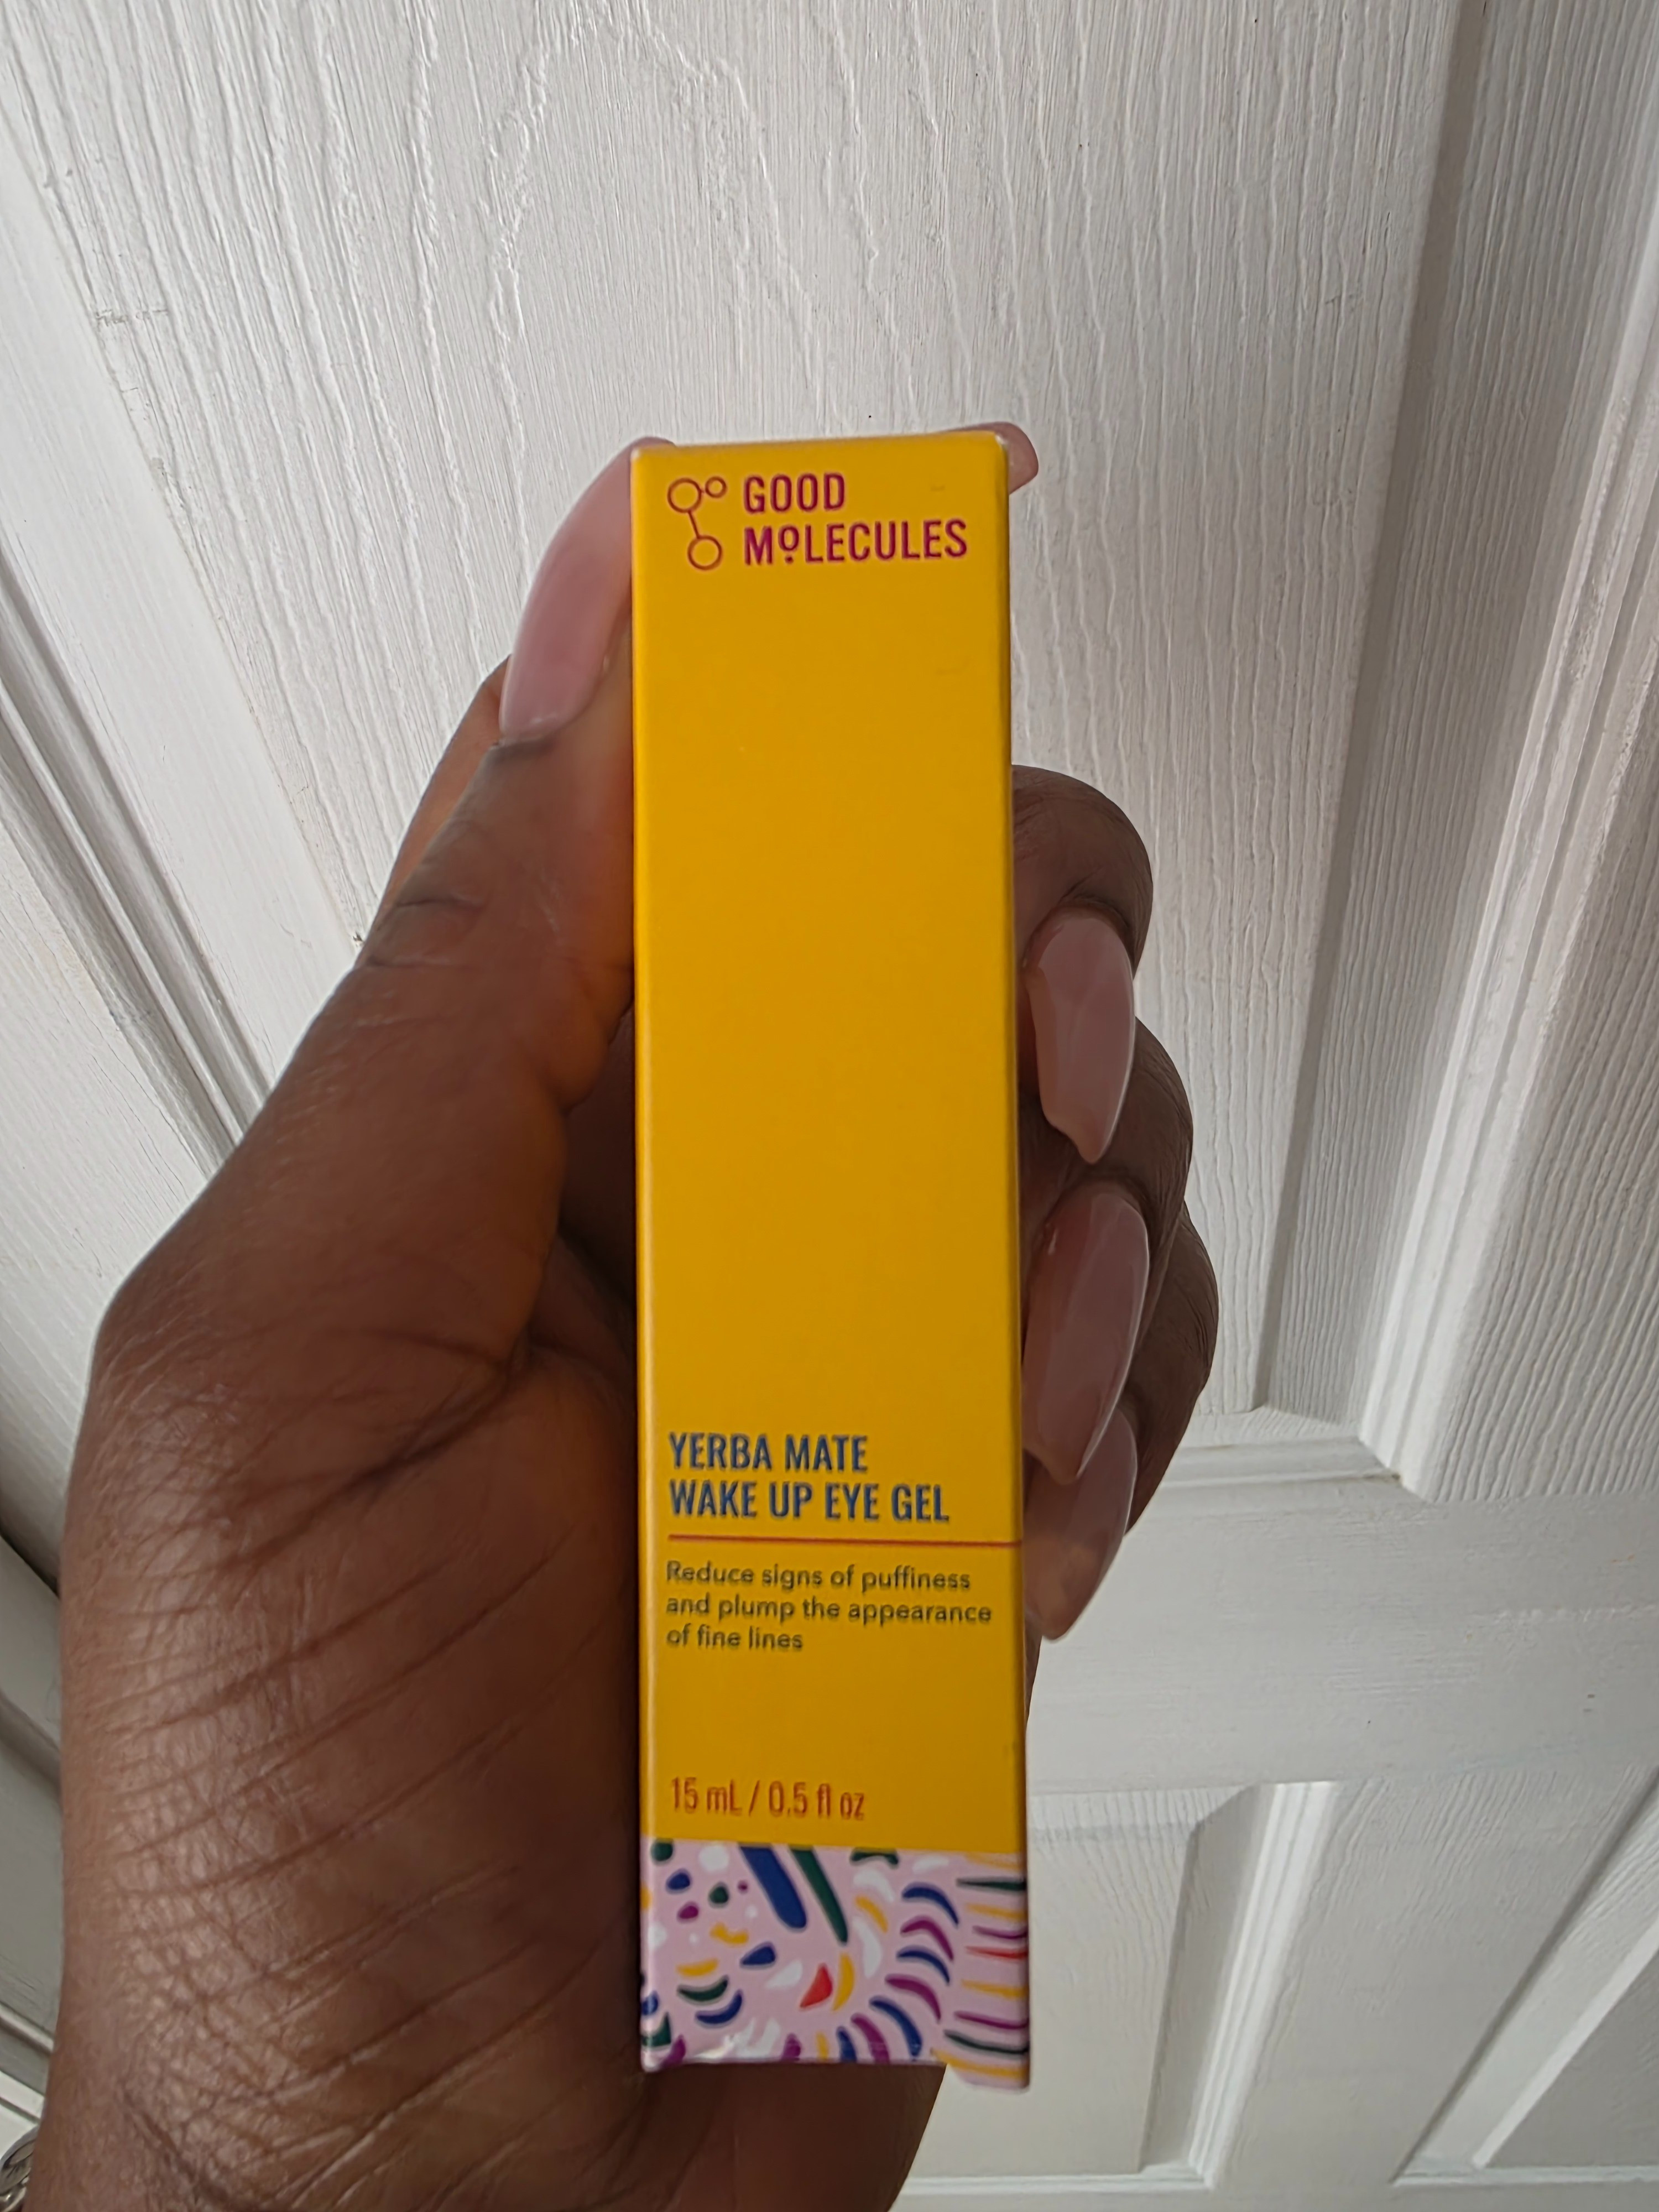 GOOD
MOLECULES
YERBA MATE
WAKE UP EYE GEL
Reduce signs of puffiness
and plump the appearance
of fine lines
15 mL / 0.5 fl oz